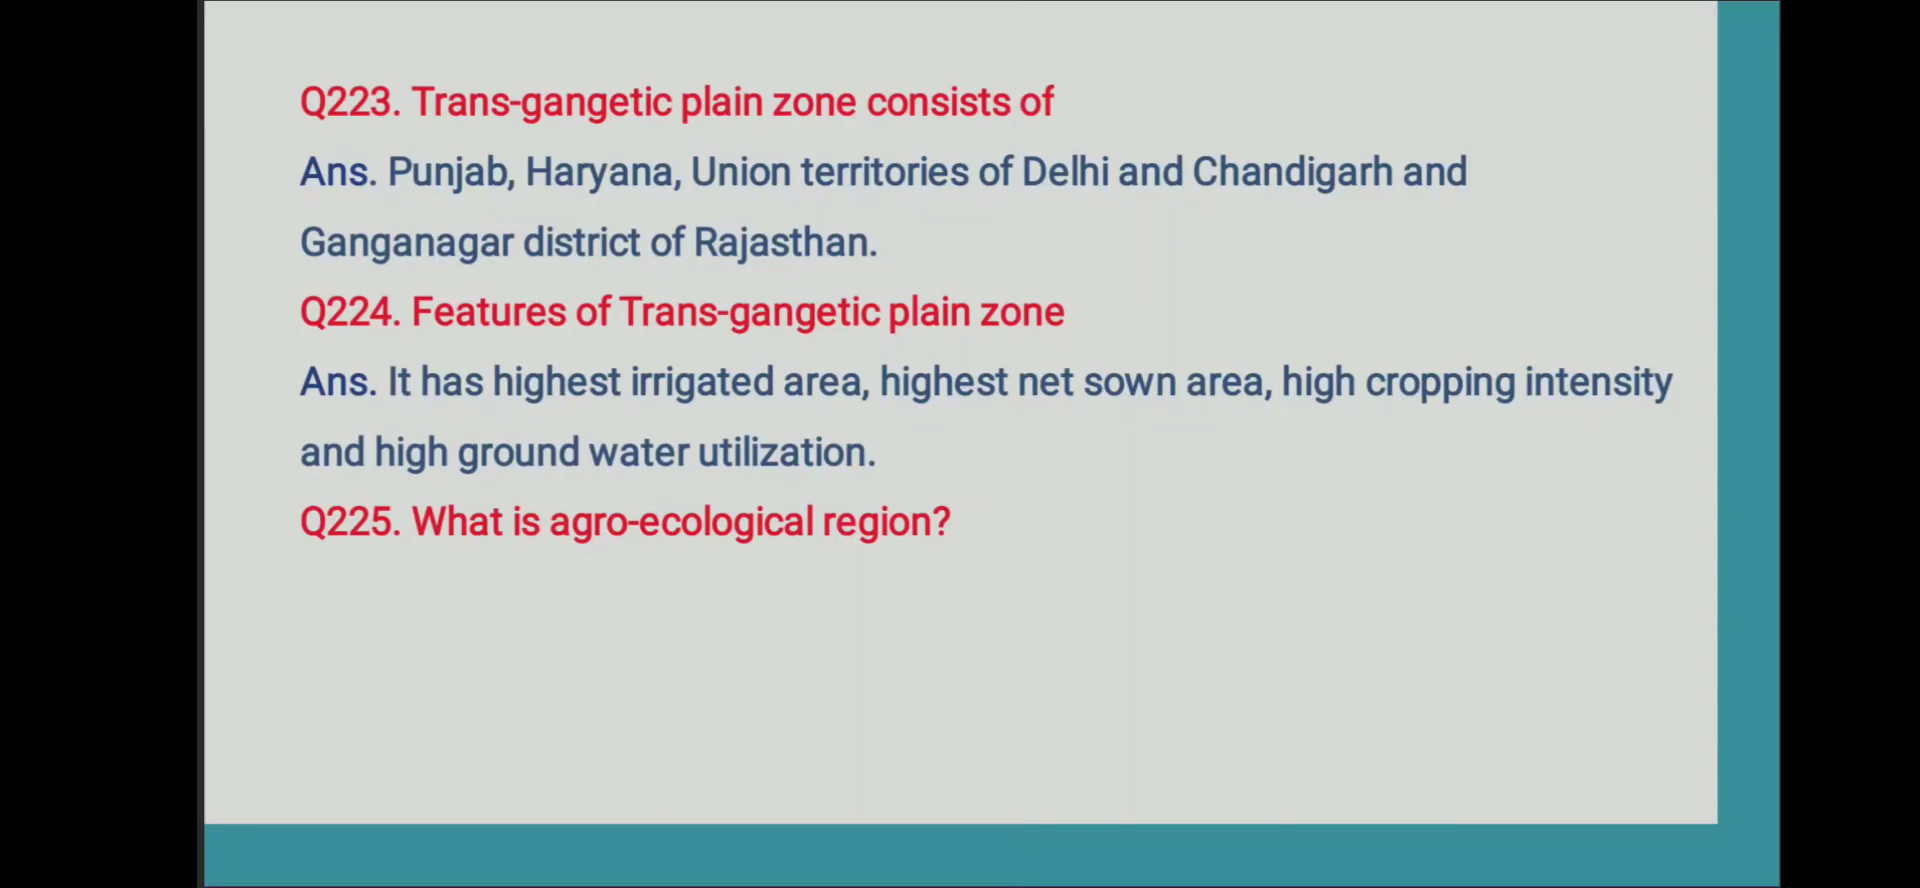 Q223. Trans-gangetic plain zone consists of
Ans. Punjab, Haryana, Union territories of Delhi and Chandigarh and
Ganganagar district of Rajasthan.
Q224. Features of Trans-gangetic plain zone
Ans. It has highest irrigated area, highest net sown area, high cropping intensity
and high ground water utilization.
Q225. What is agro-ecological region?